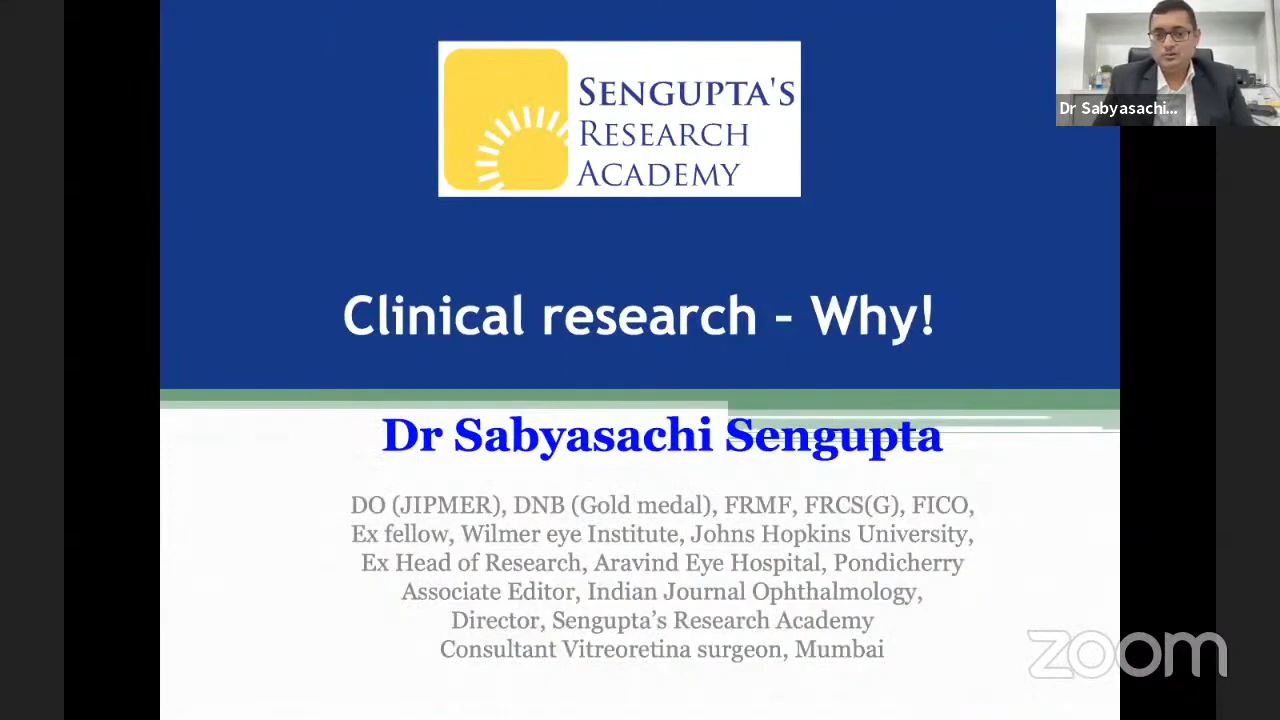 SENGUPTA'S
RESEARCH
ACADEMY
Dr Sabyasachi...
Clinical research – Why!
Dr Sabyasachi Sengupta
DO (JIPMER), DNB (Gold medal), FRMF, FRCS(G), FICO,
Ex fellow, Wilmer eye Institute, Johns Hopkins University,
Ex Head of Research, Aravind Eye Hospital, Pondicherry
Associate Editor, Indian Journal Ophthalmology,
Director, Sengupta’s Research Academy
Consultant Vitreoretina surgeon, Mumbai
zoom